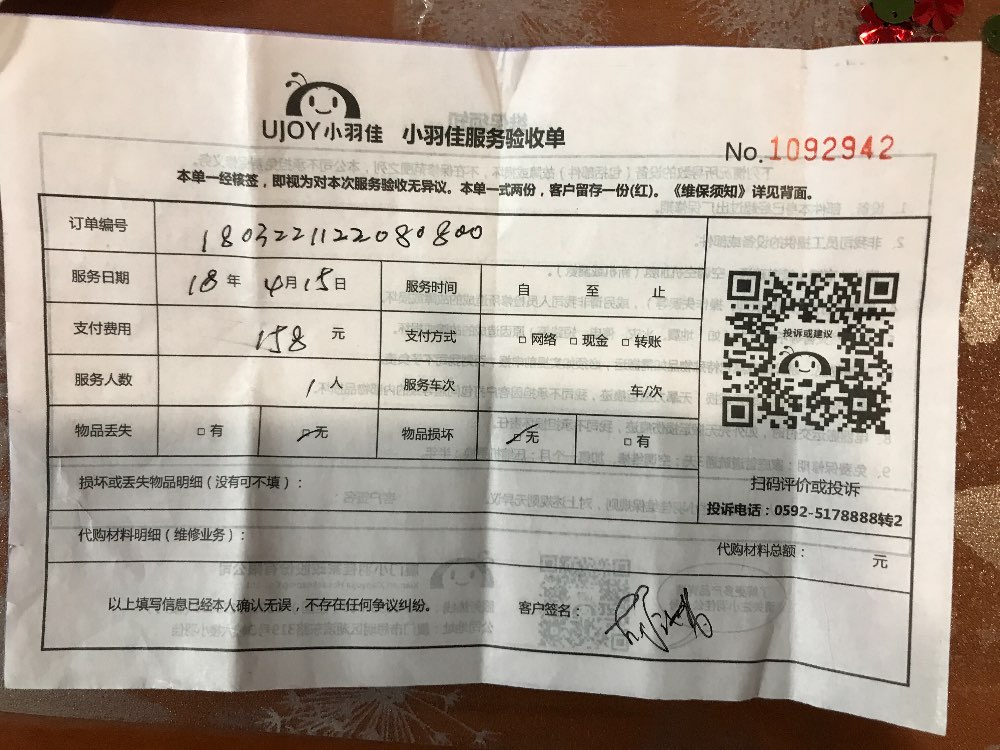 UJOY小羽佳 小羽佳服务验收单
No.1092942
本单一经核签，即视为对本次服务验收无异议。本单一式两份，客户留存一份(红)。《维保须知》详见背面。
订单编号 1803221122080800
服务日期 18年 4月15日 服务时间 自 至 止
支付费用 158 元 支付方式 □网络 □现金 □转账
服务人数 1人 服务车次 车/次
物品丢失 □有 □无 物品损坏 □无 □有
投诉或建议
扫码评价或投诉
投诉电话：0592-5178888转2
损坏或丢失物品明细（没有可不填）：
代购材料明细（维修业务）：
代购材料总额： 元
以上填写信息已经本人确认无误，不存在任何争议纠纷。 客户签名：